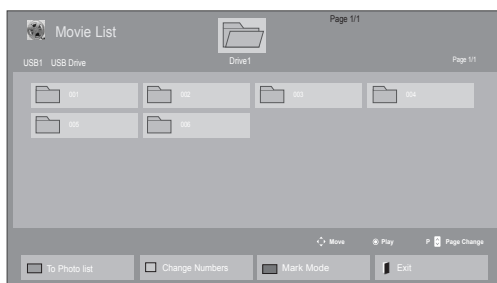 Page 1/1
Movie List
Drive1
USB1 USB Drive
Page 1/1
001 002 003 004
005 006
Move Play P Page Change
To Photo list Change Numbers Mark Mode Exit